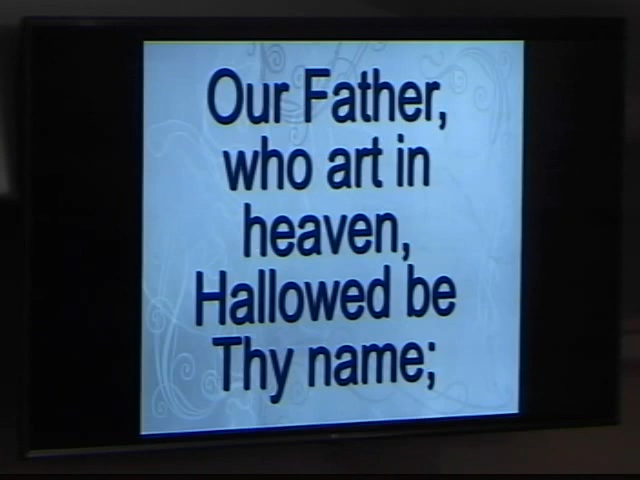 Our Father,
who art in
heaven,
Hallowed be
Thy name;